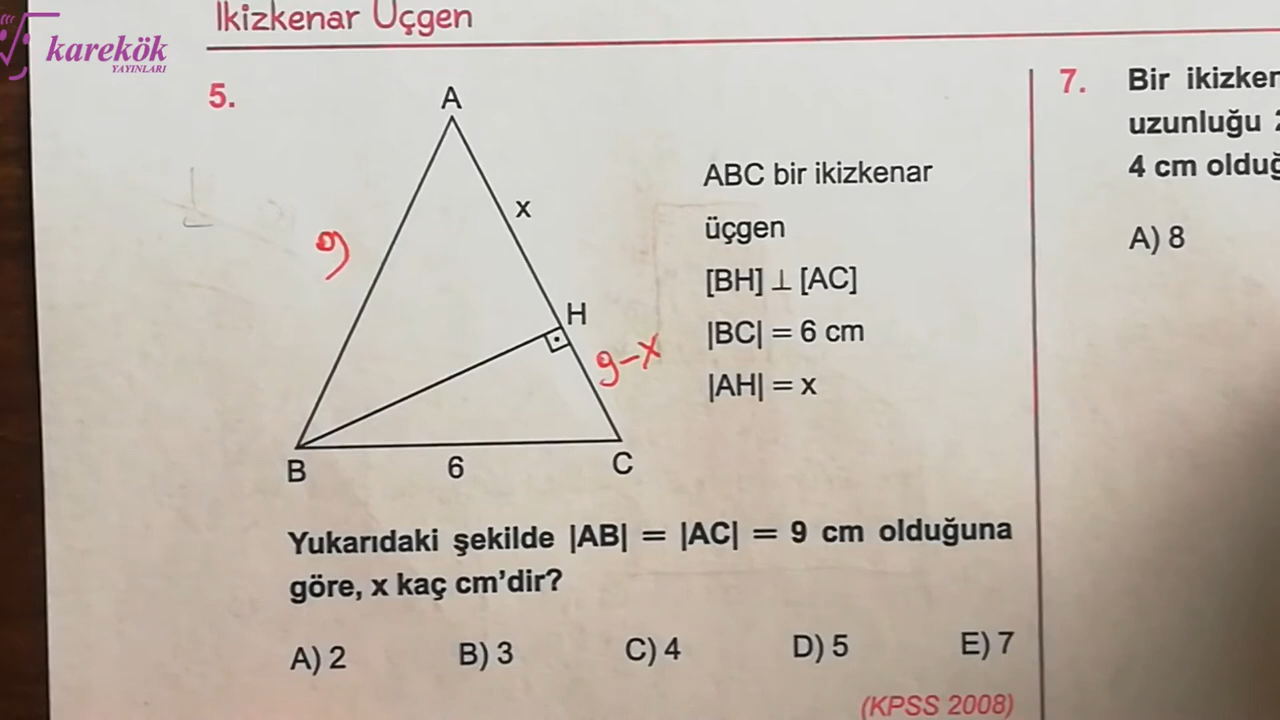 karekök
YAYINLARI
İkizkenar Üçgen
5.
A
x
9
H
9-x
B
6
C
ABC bir ikizkenar
üçgen
[BH] ⊥ [AC]
|BC| = 6 cm
|AH| = x
Yukarıdaki şekilde |AB| = |AC| = 9 cm olduğuna
göre, x kaç cm'dir?
A) 2 B) 3 C) 4 D) 5 E) 7
(KPSS 2008)
7. Bir ikizker
uzunluğu
4 cm olduğ
A) 8